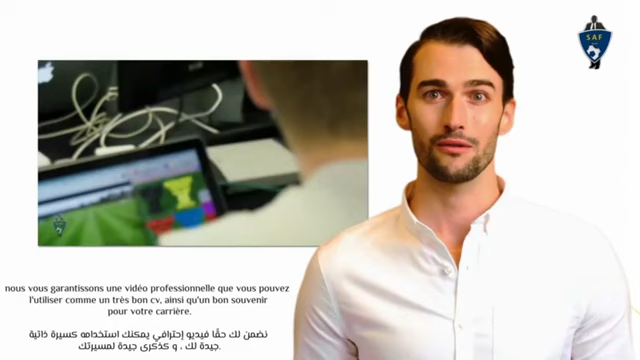 SAF
nous vous garantissons une vidéo professionnelle que vous pouvez
l'utiliser comme un très bon cv, ainsi qu'un bon souvenir
pour votre carrière.
نضمن لك حقًا فيديو إحترافي يمكنك استخدامه كسيرة ذاتية
جيدة لك ، و كذكرى جيدة لمسيرتك.